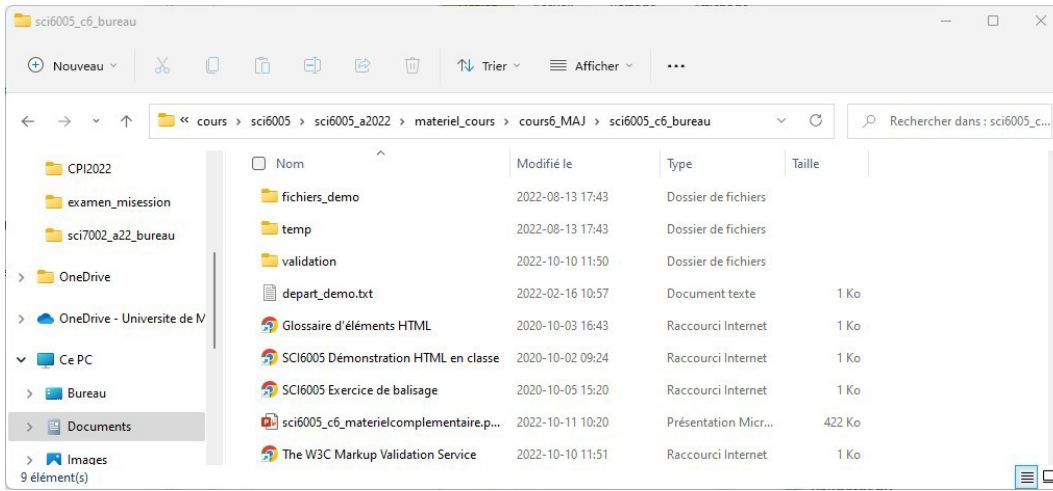 sci6005_c6_bureau
Nouveau Trier Afficher ...
« cours > sci6005 > sci6005_a2022 > materiel_cours > cours6_MAJ > sci6005_c6_bureau Rechercher dans : sci6005_c...
CPI2022
examen_misession
sci7002_a22_bureau
OneDrive
OneDrive - Universite de M
Ce PC
Bureau
Documents
Images
Nom Modifié le Type Taille
fichiers_demo 2022-08-13 17:43 Dossier de fichiers
temp 2022-08-13 17:43 Dossier de fichiers
validation 2022-10-10 11:50 Dossier de fichiers
depart_demo.txt 2022-02-16 10:57 Document texte 1 Ko
Glossaire d'éléments HTML 2020-10-03 16:43 Raccourci Internet 1 Ko
SCI6005 Démonstration HTML en classe 2020-10-02 09:24 Raccourci Internet 1 Ko
SCI6005 Exercice de balisage 2020-10-05 15:20 Raccourci Internet 1 Ko
sci6005_c6_materielcomplementaire.p... 2022-10-11 10:20 Présentation Micr... 422 Ko
The W3C Markup Validation Service 2022-10-10 11:51 Raccourci Internet 1 Ko
9 élément(s)